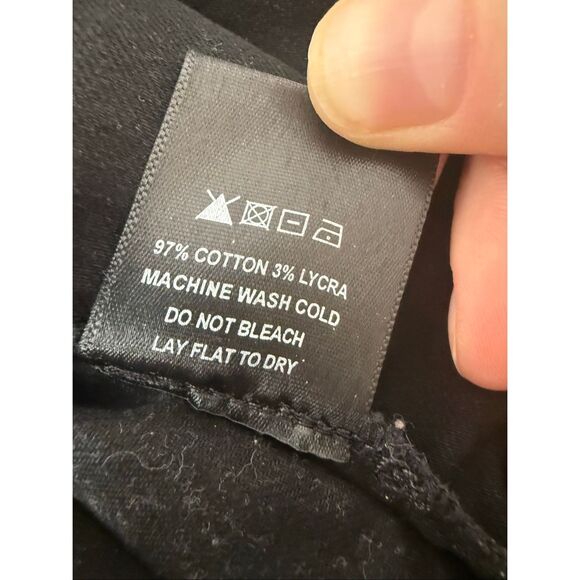 97% COTTON 3% LYCRA
MACHINE WASH COLD
DO NOT BLEACH
LAY FLAT TO DRY